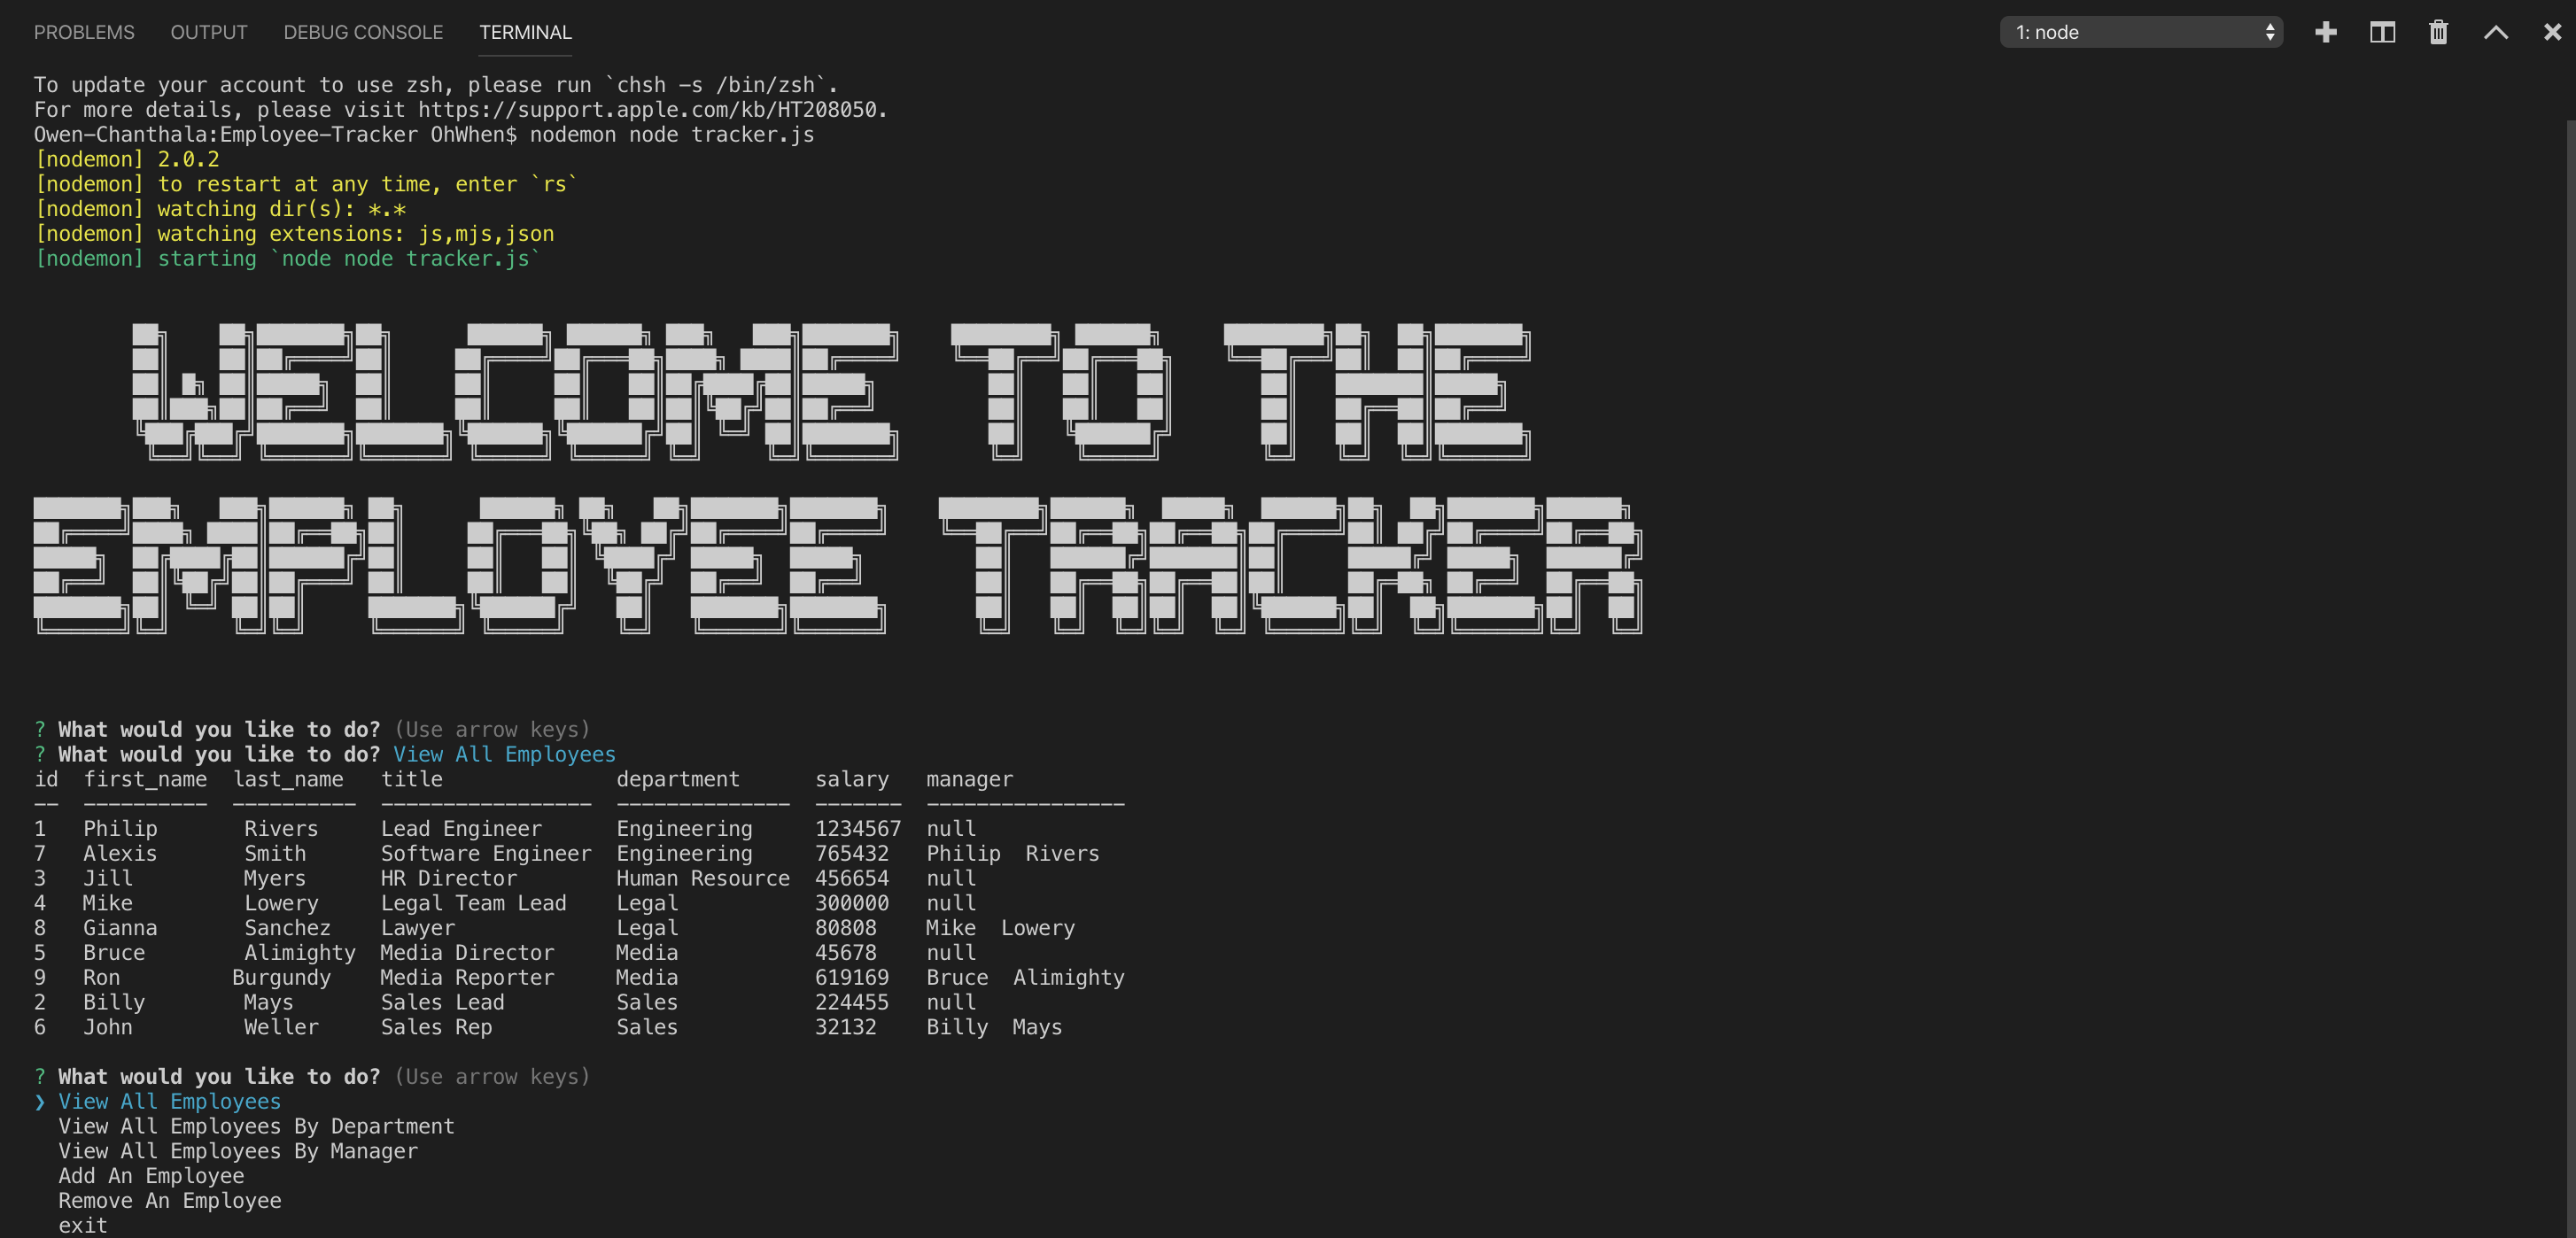 PROBLEMS OUTPUT DEBUG CONSOLE TERMINAL 1: node
To update your account to use zsh, please run `chsh -s /bin/zsh`.
For more details, please visit https://support.apple.com/kb/HT208050.
Owen-Chanthala:Employee-Tracker OhWhen$ nodemon node tracker.js
[nodemon] 2.0.2
[nodemon] to restart at any time, enter `rs`
[nodemon] watching dir(s): *.*
[nodemon] watching extensions: js,mjs,json
[nodemon] starting `node node tracker.js`
WELCOME TO THE
EMPLOYEE TRACKER
? What would you like to do? (Use arrow keys)
? What would you like to do? View All Employees
id  first_name  last_name   title              department      salary   manager
--  ----------  ----------  -----------------  --------------  -------  ----------------
1   Philip       Rivers     Lead Engineer      Engineering     1234567  null
7   Alexis       Smith      Software Engineer  Engineering     765432   Philip  Rivers
3   Jill         Myers      HR Director        Human Resource  456654   null
4   Mike         Lowery     Legal Team Lead    Legal           300000   null
8   Gianna       Sanchez    Lawyer             Legal           80808    Mike  Lowery
5   Bruce        Alimighty  Media Director     Media           45678    null
9   Ron         Burgundy    Media Reporter     Media           619169   Bruce  Alimighty
2   Billy        Mays       Sales Lead         Sales           224455   null
6   John         Weller     Sales Rep          Sales           32132    Billy  Mays
? What would you like to do? (Use arrow keys)
❯ View All Employees
  View All Employees By Department
  View All Employees By Manager
  Add An Employee
  Remove An Employee
  exit